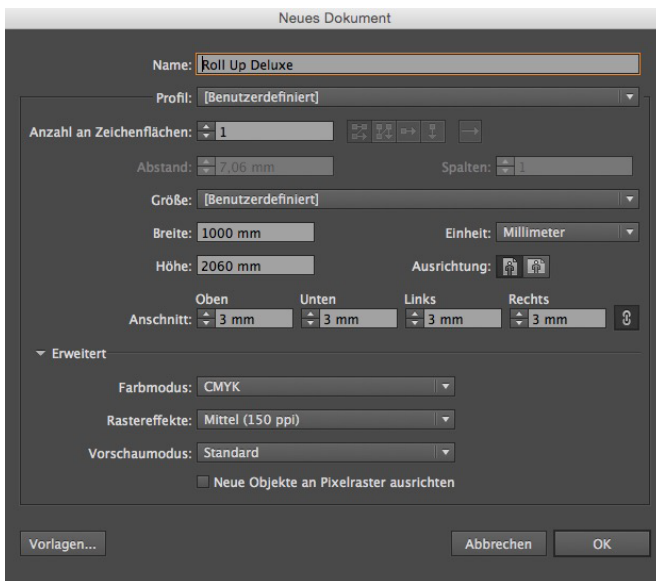 Neues Dokument
Name: Roll Up Deluxe
Profil: [Benutzerdefiniert]
Anzahl an Zeichenflächen: 1
Abstand: 7,06 mm Spalten: 1
Größe: [Benutzerdefiniert]
Breite: 1000 mm Einheit: Millimeter
Höhe: 2060 mm Ausrichtung:
Oben Unten Links Rechts
Anschnitt: 3 mm 3 mm 3 mm 3 mm
Erweitert
Farbmodus: CMYK
Rastereffekte: Mittel (150 ppi)
Vorschaumodus: Standard
Neue Objekte an Pixelraster ausrichten
Vorlagen... Abbrechen OK